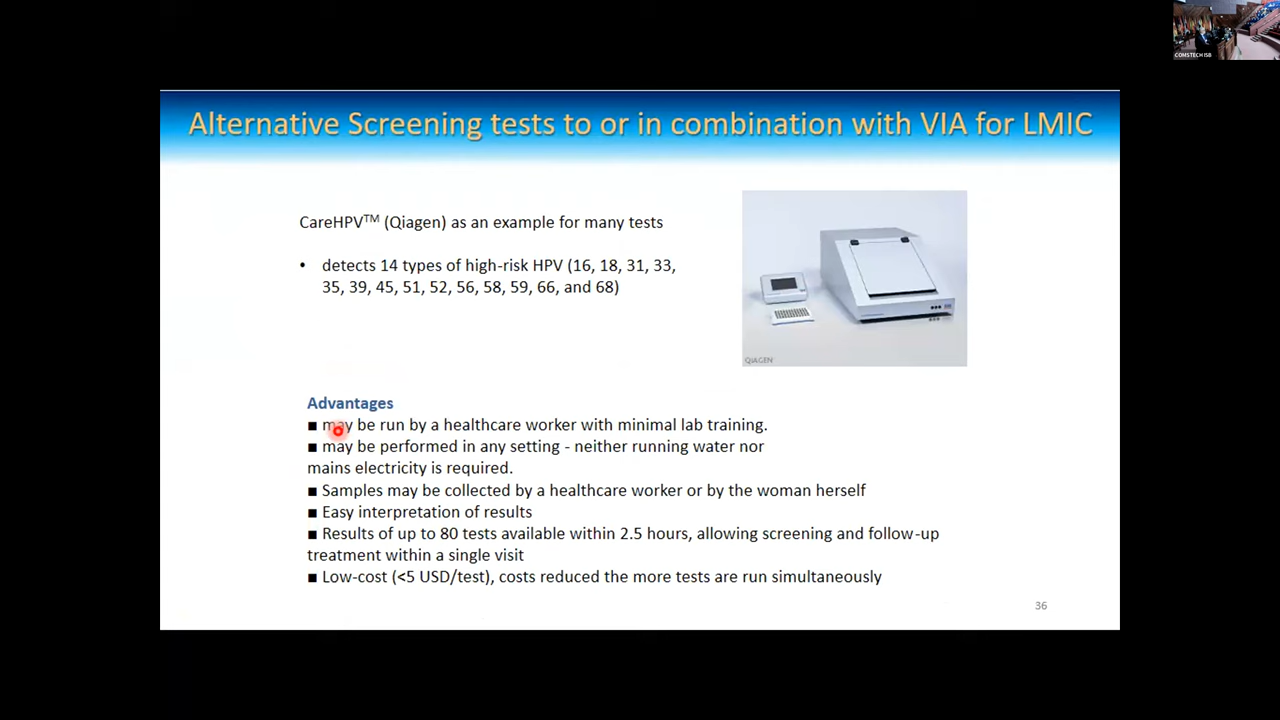 COMSTECH ISB
Alternative Screening tests to or in combination with VIA for LMIC
CareHPV™ (Qiagen) as an example for many tests
• detects 14 types of high-risk HPV (16, 18, 31, 33,
35, 39, 45, 51, 52, 56, 58, 59, 66, and 68)
QIAGEN
Advantages
■ may be run by a healthcare worker with minimal lab training.
■ may be performed in any setting - neither running water nor
mains electricity is required.
■ Samples may be collected by a healthcare worker or by the woman herself
■ Easy interpretation of results
■ Results of up to 80 tests available within 2.5 hours, allowing screening and follow-up
treatment within a single visit
■ Low-cost (<5 USD/test), costs reduced the more tests are run simultaneously
36